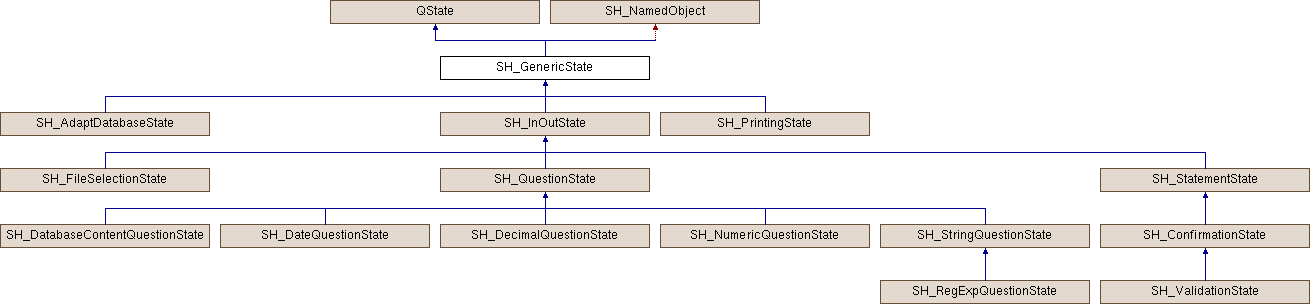 QState SH_NamedObject
SH_GenericState
SH_AdaptDatabaseState SH_InOutState SH_PrintingState
SH_FileSelectionState SH_QuestionState SH_StatementState
SH_DatabaseContentQuestionState SH_DateQuestionState SH_DecimalQuestionState SH_NumericQuestionState SH_StringQuestionState SH_ConfirmationState
SH_RegExpQuestionState SH_ValidationState